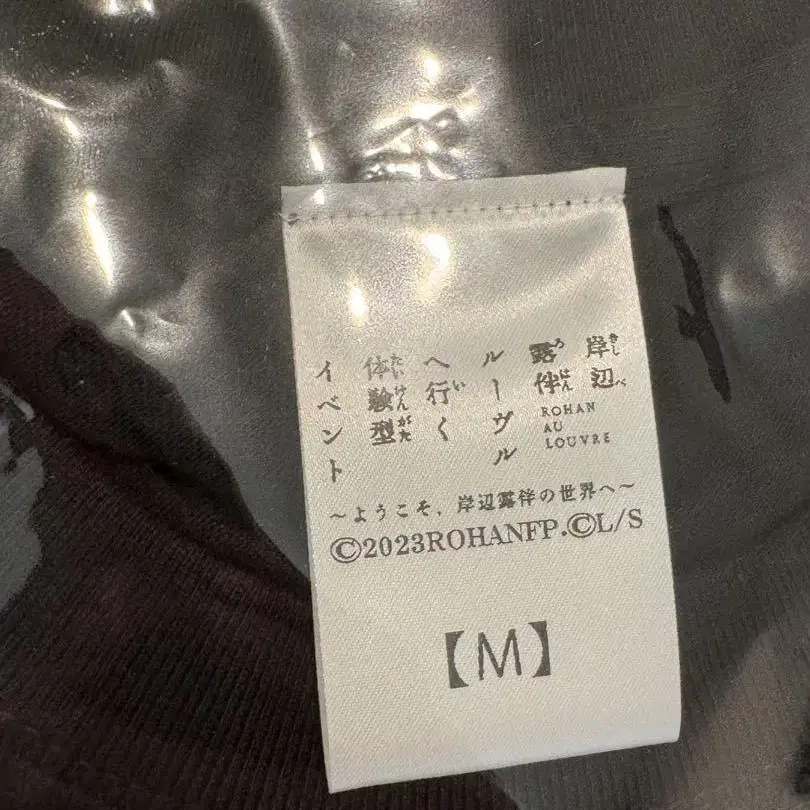 岸辺
露伴
ROHAN
AU
LOUVRE
ルーヴル
へ行く
体験型
イベント
～ようこそ、岸辺露伴の世界へ～
©2023ROHANFP.©L/S
【M】